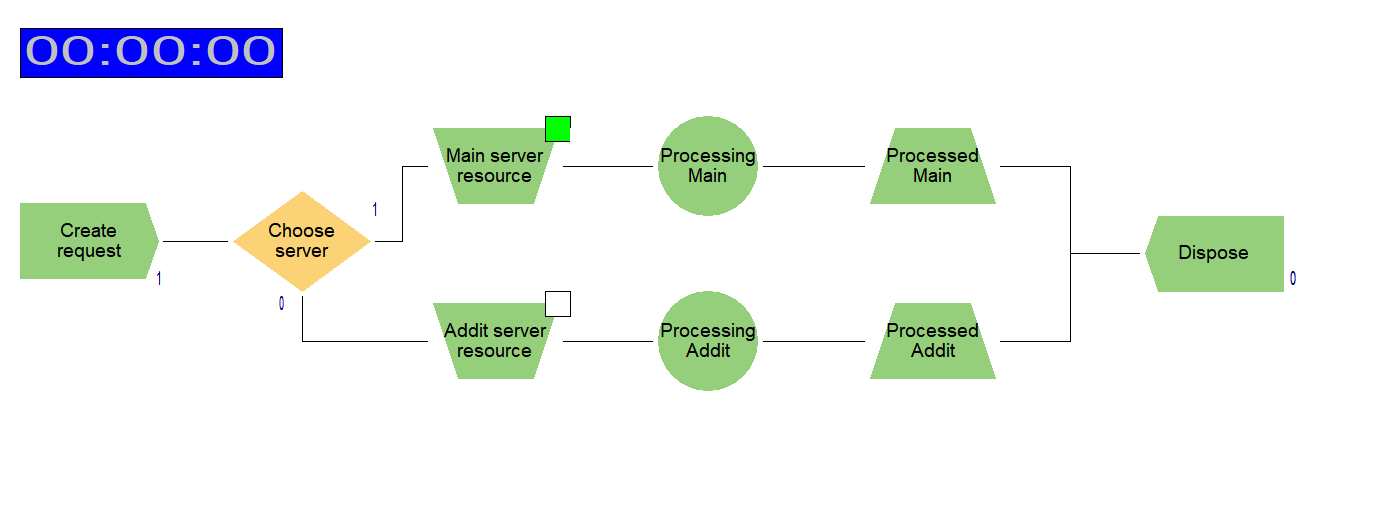 00:00:00
Main server
resource
Processing
Main
Processed
Main
1
Create
request
1
Choose
server
0
Dispose
0
Addit server
resource
Processing
Addit
Processed
Addit